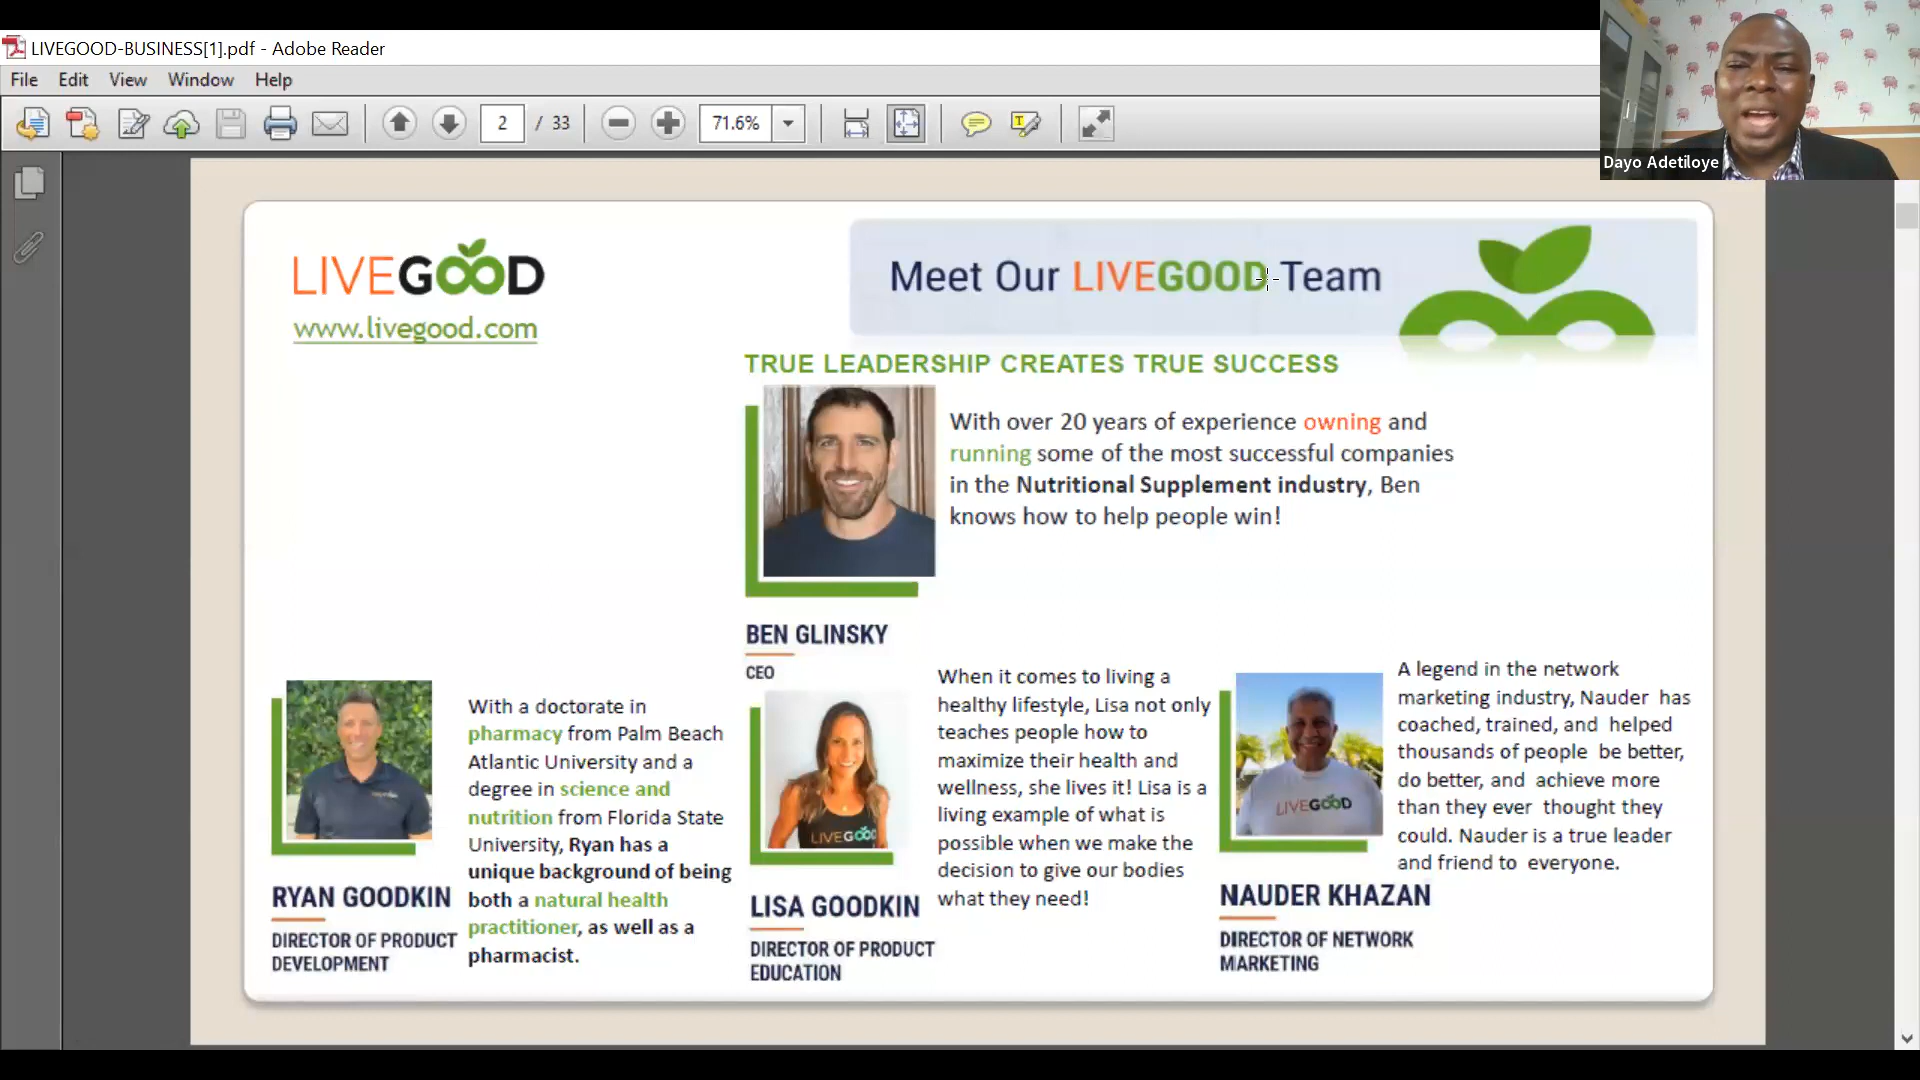 LIVEGOOD-BUSINESS[1].pdf - Adobe Reader
File Edit View Window Help
2 / 33 71.6%
Dayo Adetiloye
LIVEGOOD
www.livegood.com
Meet Our LIVEGOOD Team
TRUE LEADERSHIP CREATES TRUE SUCCESS
With over 20 years of experience owning and
running some of the most successful companies
in the Nutritional Supplement industry, Ben
knows how to help people win!
BEN GLINSKY
CEO
With a doctorate in
pharmacy from Palm Beach
Atlantic University and a
degree in science and
nutrition from Florida State
University, Ryan has a
unique background of being
both a natural health
practitioner, as well as a
pharmacist.
RYAN GOODKIN
DIRECTOR OF PRODUCT
DEVELOPMENT
When it comes to living a
healthy lifestyle, Lisa not only
teaches people how to
maximize their health and
wellness, she lives it! Lisa is a
living example of what is
possible when we make the
decision to give our bodies
what they need!
LIVEGOOD
LISA GOODKIN
DIRECTOR OF PRODUCT
EDUCATION
A legend in the network
marketing industry, Nauder has
coached, trained, and helped
thousands of people be better,
do better, and achieve more
than they ever thought they
could. Nauder is a true leader
and friend to everyone.
LIVEGOOD
NAUDER KHAZAN
DIRECTOR OF NETWORK
MARKETING